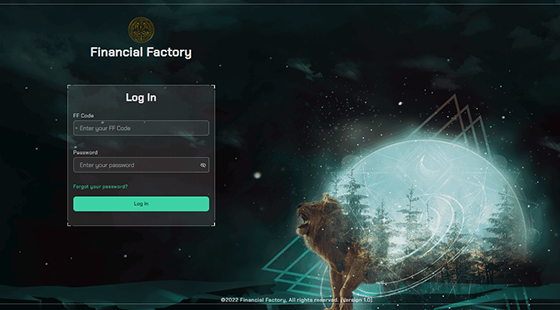 Financial Factory
Log In
FF Code
Enter your FF Code
Password
Enter your password
Forgot your password?
Log In
©2022 Financial Factory, All rights reserved. (Version 1.0)